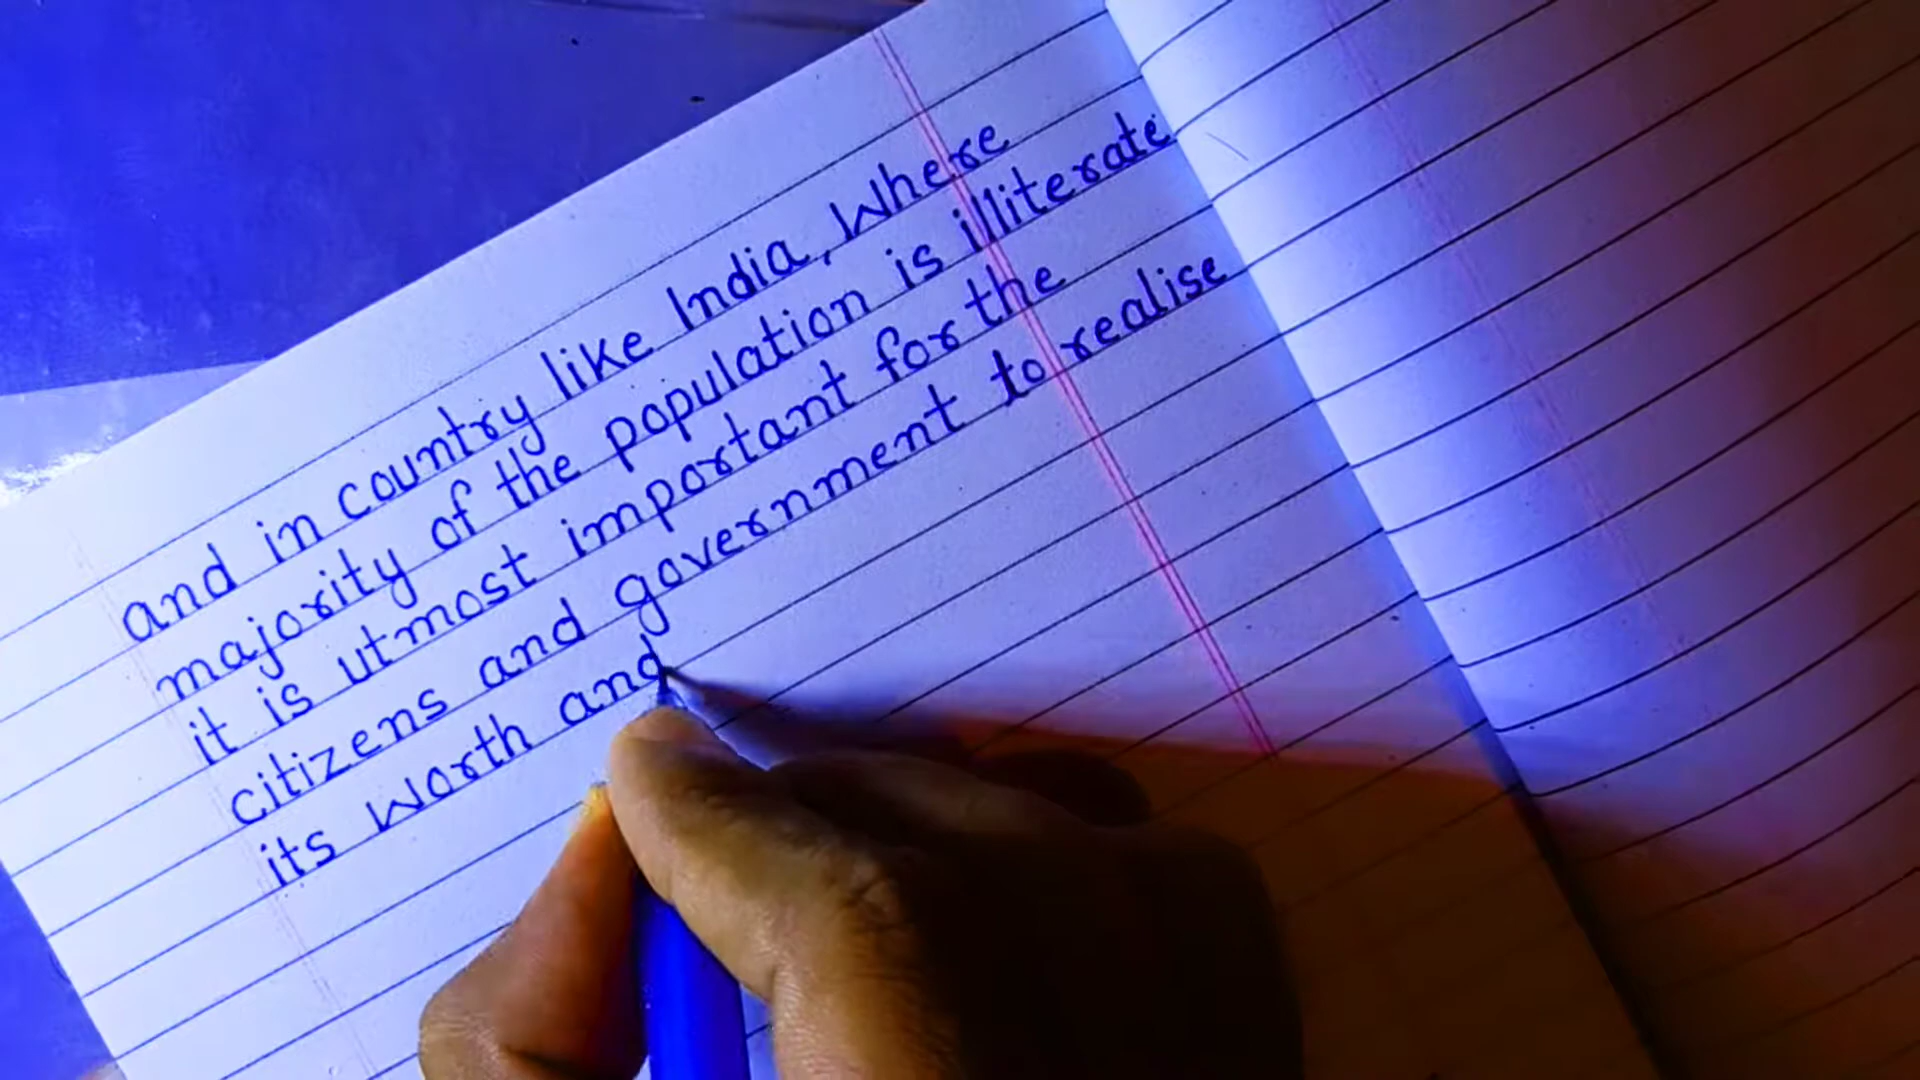 and in country like India, Where
majority of the population is illiterate
it is utmost important for the
citizens and government to realise
its worth and